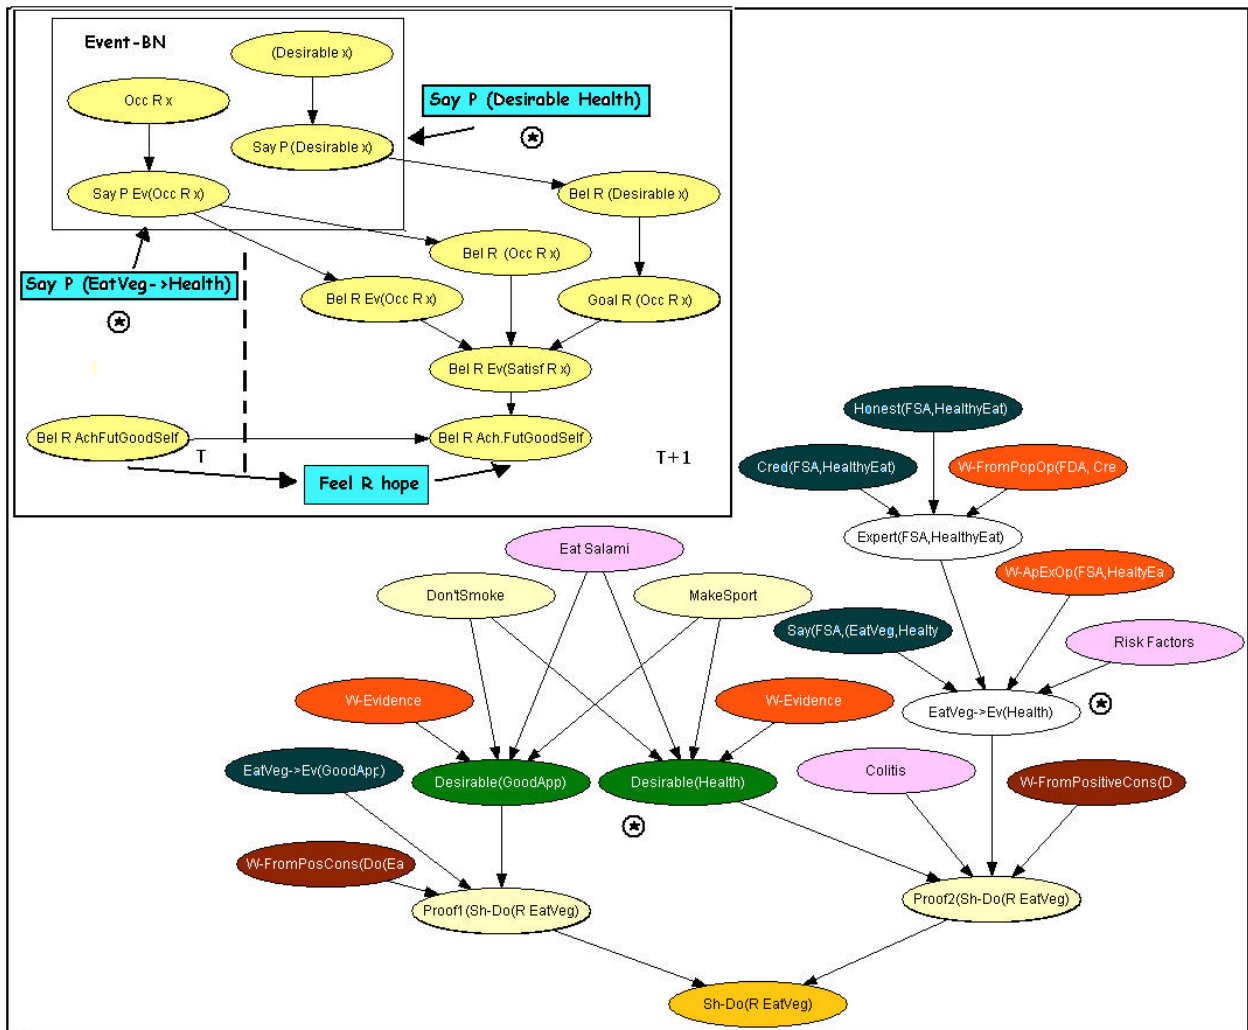 Event-BN
(Desirable x)
Occ R x
Say P (Desirable Health)
Say P (Desirable x)
Say P Ev(Occ R x)
Bel R (Desirable x)
Bel R (Occ R x)
Say P (EatVeg->Health)
Bel R Ev(Occ R x)
Goal R (Occ R x)
Bel R Ev(Satisf R x)
Bel R AchFutGoodSelf
Bel R Ach.FutGoodSelf
T
T+1
Feel R hope
Honest(FSA,HealthyEat)
Cred(FSA,HealthyEat)
W-FromPopOp(FDA, Cre
Expert(FSA,HealthyEat)
Eat Salami
W-ApExOp(FSA,HealtyEa
Don'tSmoke
MakeSport
Say(FSA,(EatVeg,Healty
Risk Factors
W-Evidence
W-Evidence
EatVeg->Ev(Health)
EatVeg->Ev(GoodApp)
Desirable(GoodApp)
Desirable(Health)
Colitis
W-FromPositiveCons(D
W-FromPosCons(Do(Ea
Proof1(Sh-Do(R EatVeg)
Proof2(Sh-Do(R EatVeg)
Sh-Do(R EatVeg)